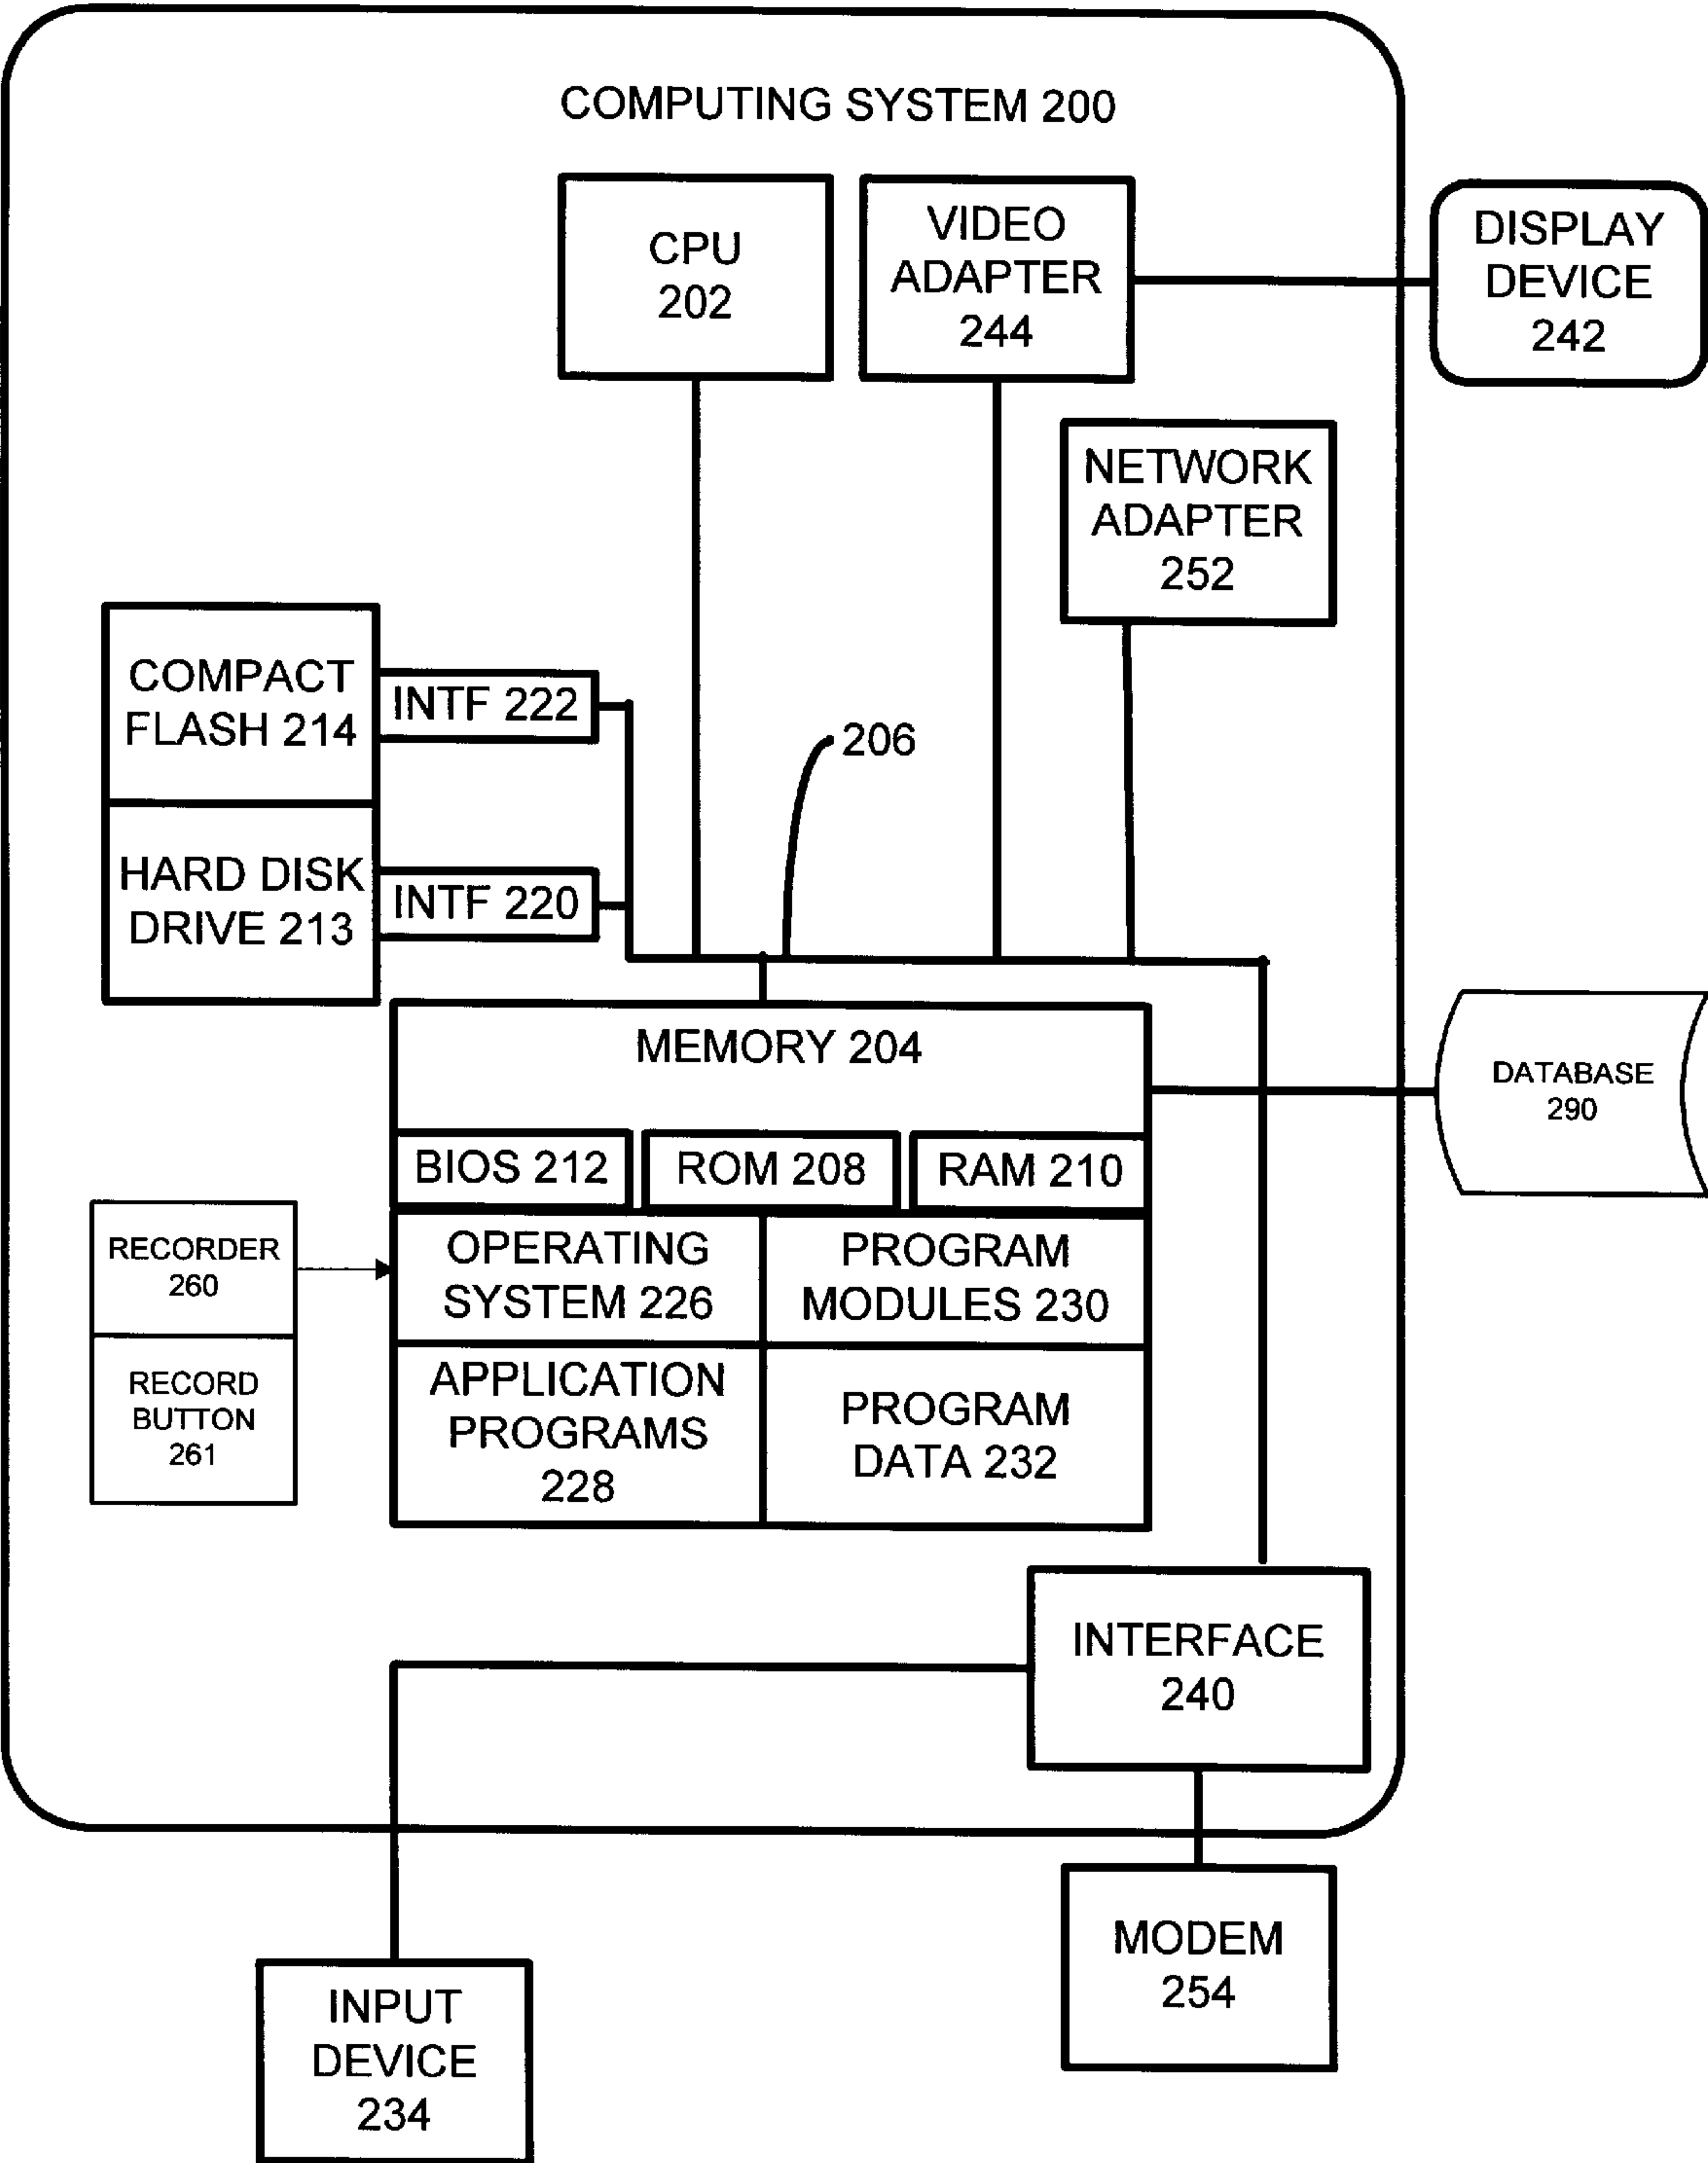 COMPUTING SYSTEM 200
CPU
202
VIDEO
ADAPTER
244
DISPLAY
DEVICE
242
NETWORK
ADAPTER
252
COMPACT
FLASH 214
INTF 222
206
HARD DISK
DRIVE 213
INTF 220
MEMORY 204
DATABASE
290
BIOS 212
ROM 208
RAM 210
RECORDER
260
OPERATING
SYSTEM 226
PROGRAM
MODULES 230
RECORD
BUTTON
261
APPLICATION
PROGRAMS
228
PROGRAM
DATA 232
INTERFACE
240
MODEM
254
INPUT
DEVICE
234